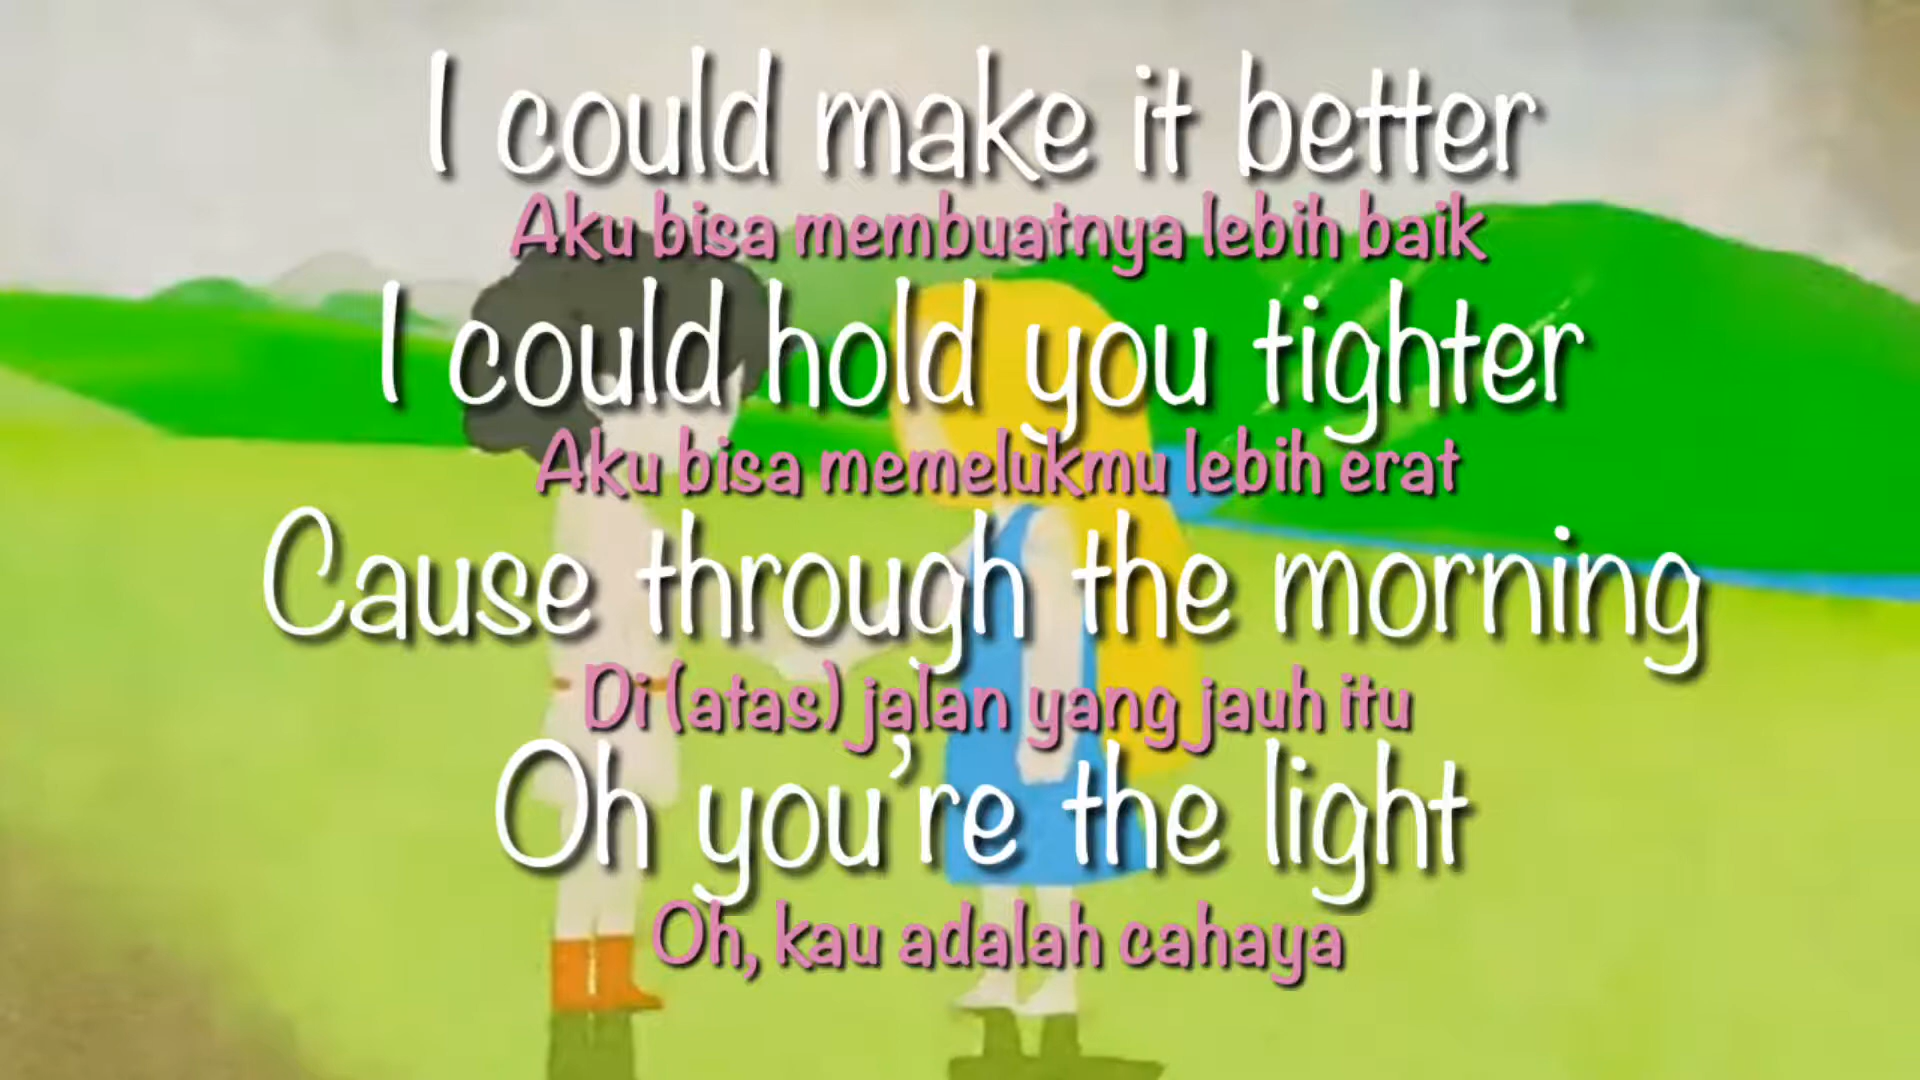 I could make it better
Aku bisa membuatnya lebih baik
I could hold you tighter
Aku bisa memelukmu lebih erat
Cause through the morning
Di (atas) jalan yang jauh itu
Oh you're the light
Oh, kau adalah cahaya